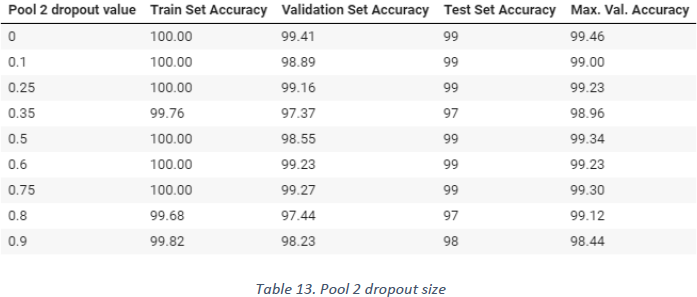 Pool 2 dropout value Train Set Accuracy Validation Set Accuracy Test Set Accuracy Max. Val. Accuracy
0 100.00 99.41 99 99.46
0.1 100.00 98.89 99 99.00
0.25 100.00 99.16 99 99.23
0.35 99.76 97.37 97 98.96
0.5 100.00 98.55 99 99.34
0.6 100.00 99.23 99 99.23
0.75 100.00 99.27 99 99.30
0.8 99.68 97.44 97 99.12
0.9 99.82 98.23 98 98.44
Table 13. Pool 2 dropout size